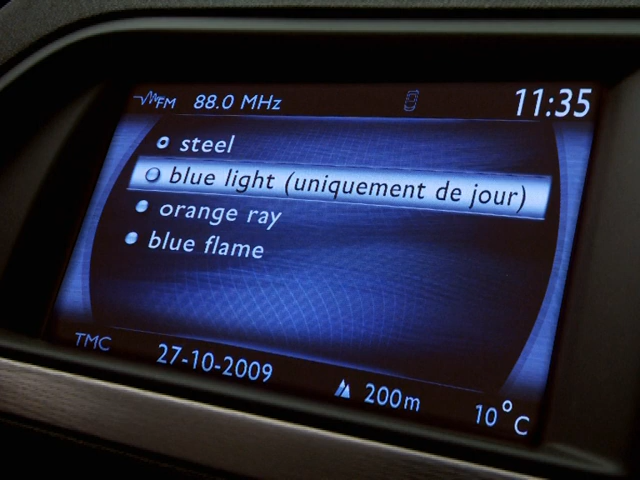 FM 88.0 MHz 11:35
steel
blue light (uniquement de jour)
orange ray
blue flame
TMC 27-10-2009 200m 10°C